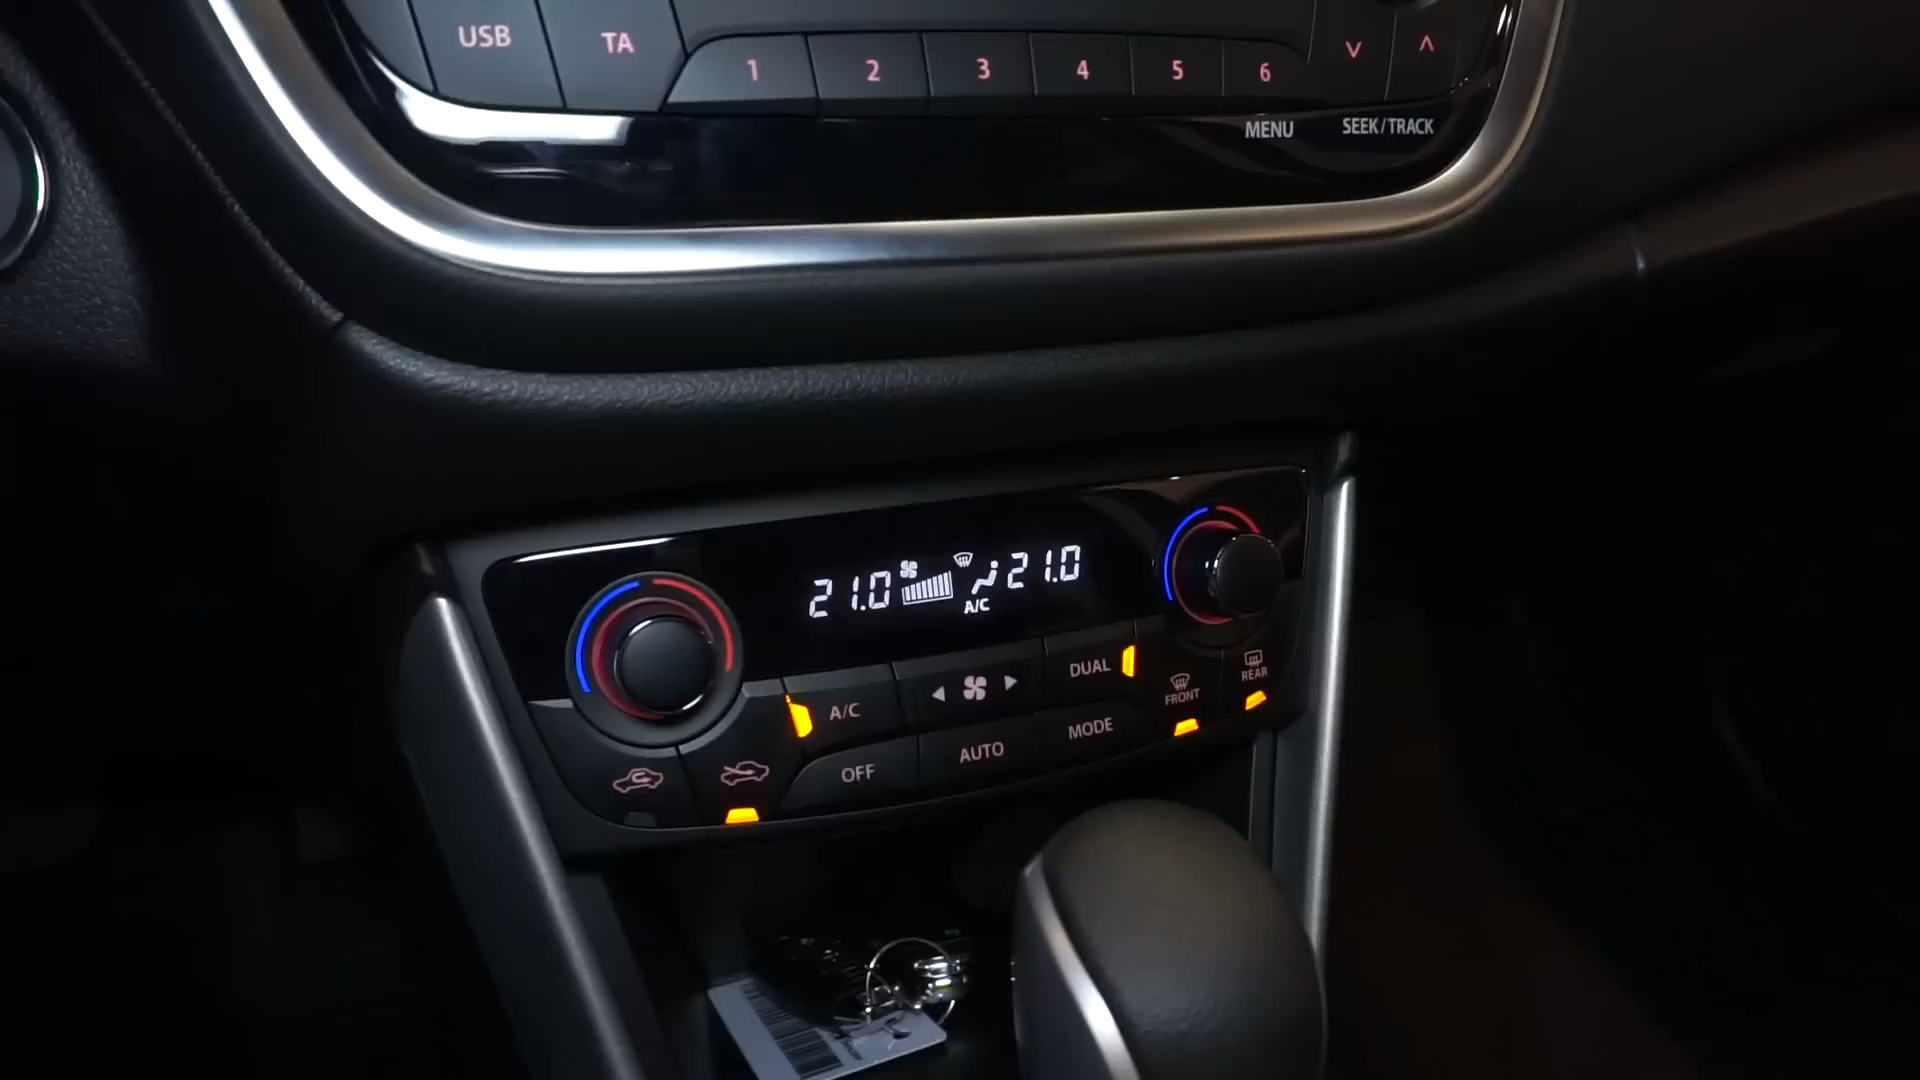 USB TA
1 2 3 4 5 6
MENU SEEK/TRACK
21.0 21.0
A/C
DUAL REAR
A/C FRONT
AUTO MODE
OFF